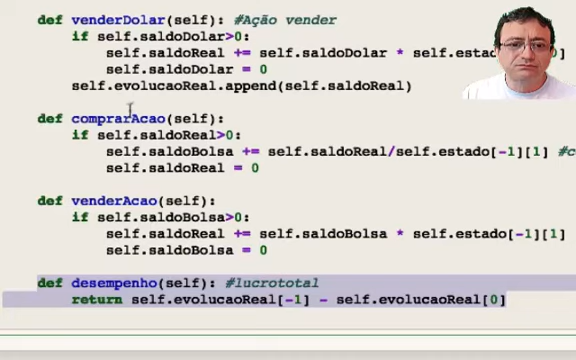 def venderDolar(self): #Ação vender
if self.saldoDolar>0:
self.saldoReal += self.saldoDolar * self.esta
self.saldoDolar = 0
self.evolucaoReal.append(self.saldoReal)
def comprarAcao(self):
if self.saldoReal>0:
self.saldoBolsa += self.saldoReal/self.estado[-1][1] #c
self.saldoReal = 0
def venderAcao(self):
if self.saldoBolsa>0:
self.saldoReal += self.saldoBolsa * self.estado[-1][1]
self.saldoBolsa = 0
def desempenho(self): #lucrototal
return self.evolucaoReal[-1] - self.evolucaoReal[0]